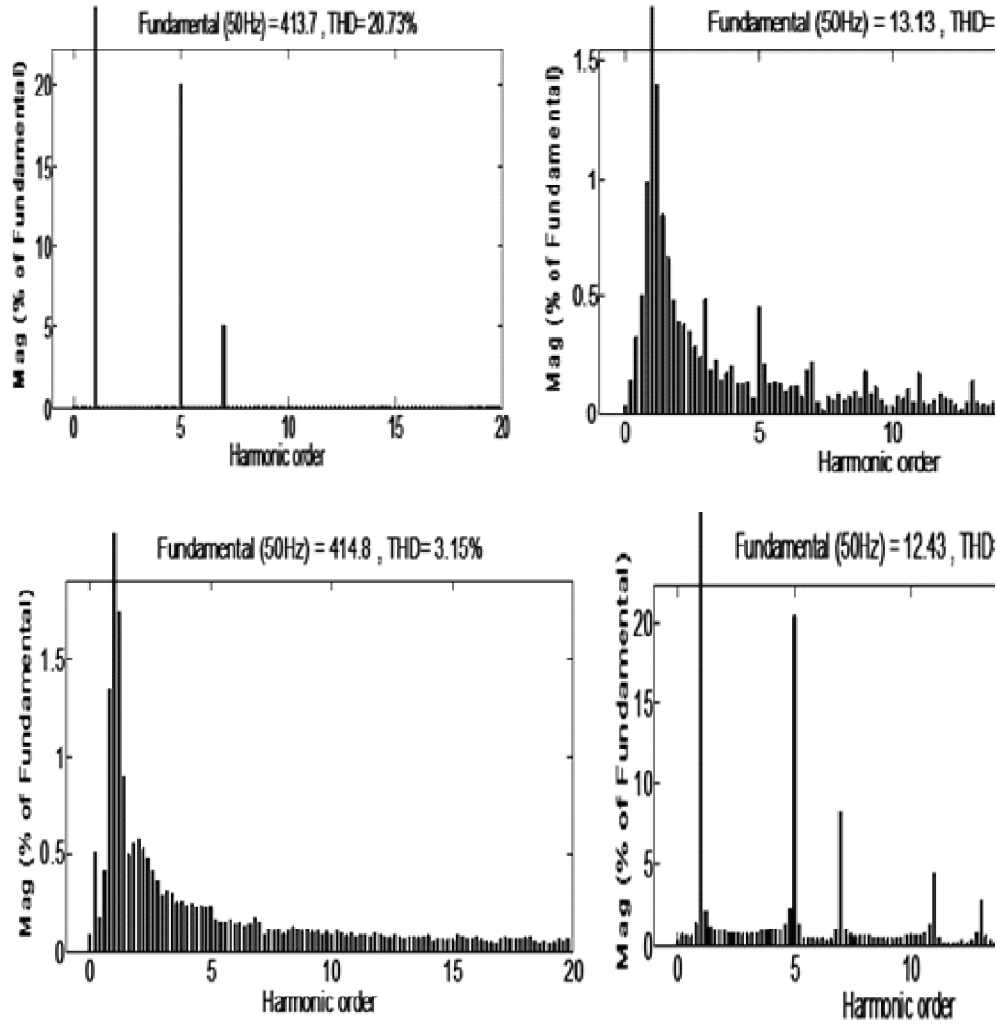 Fundamental (50Hz) = 413.7 , THD= 20.73%
Mag (% of Fundamental)
20
15
10
5
0
0 5 10 15 20
Harmonic order
Fundamental (50Hz) = 13.13 , THD=
Mag (% of Fundamental)
1.5
1
0.5
0
0 5 10
Harmonic order
Fundamental (50Hz) = 414.8 , THD= 3.15%
Mag (% of Fundamental)
1.5
1
0.5
0
0 5 10 15 20
Harmonic order
Fundamental (50Hz) = 12.43 , THD=
Mag (% of Fundamental)
20
15
10
5
0
0 5 10
Harmonic order